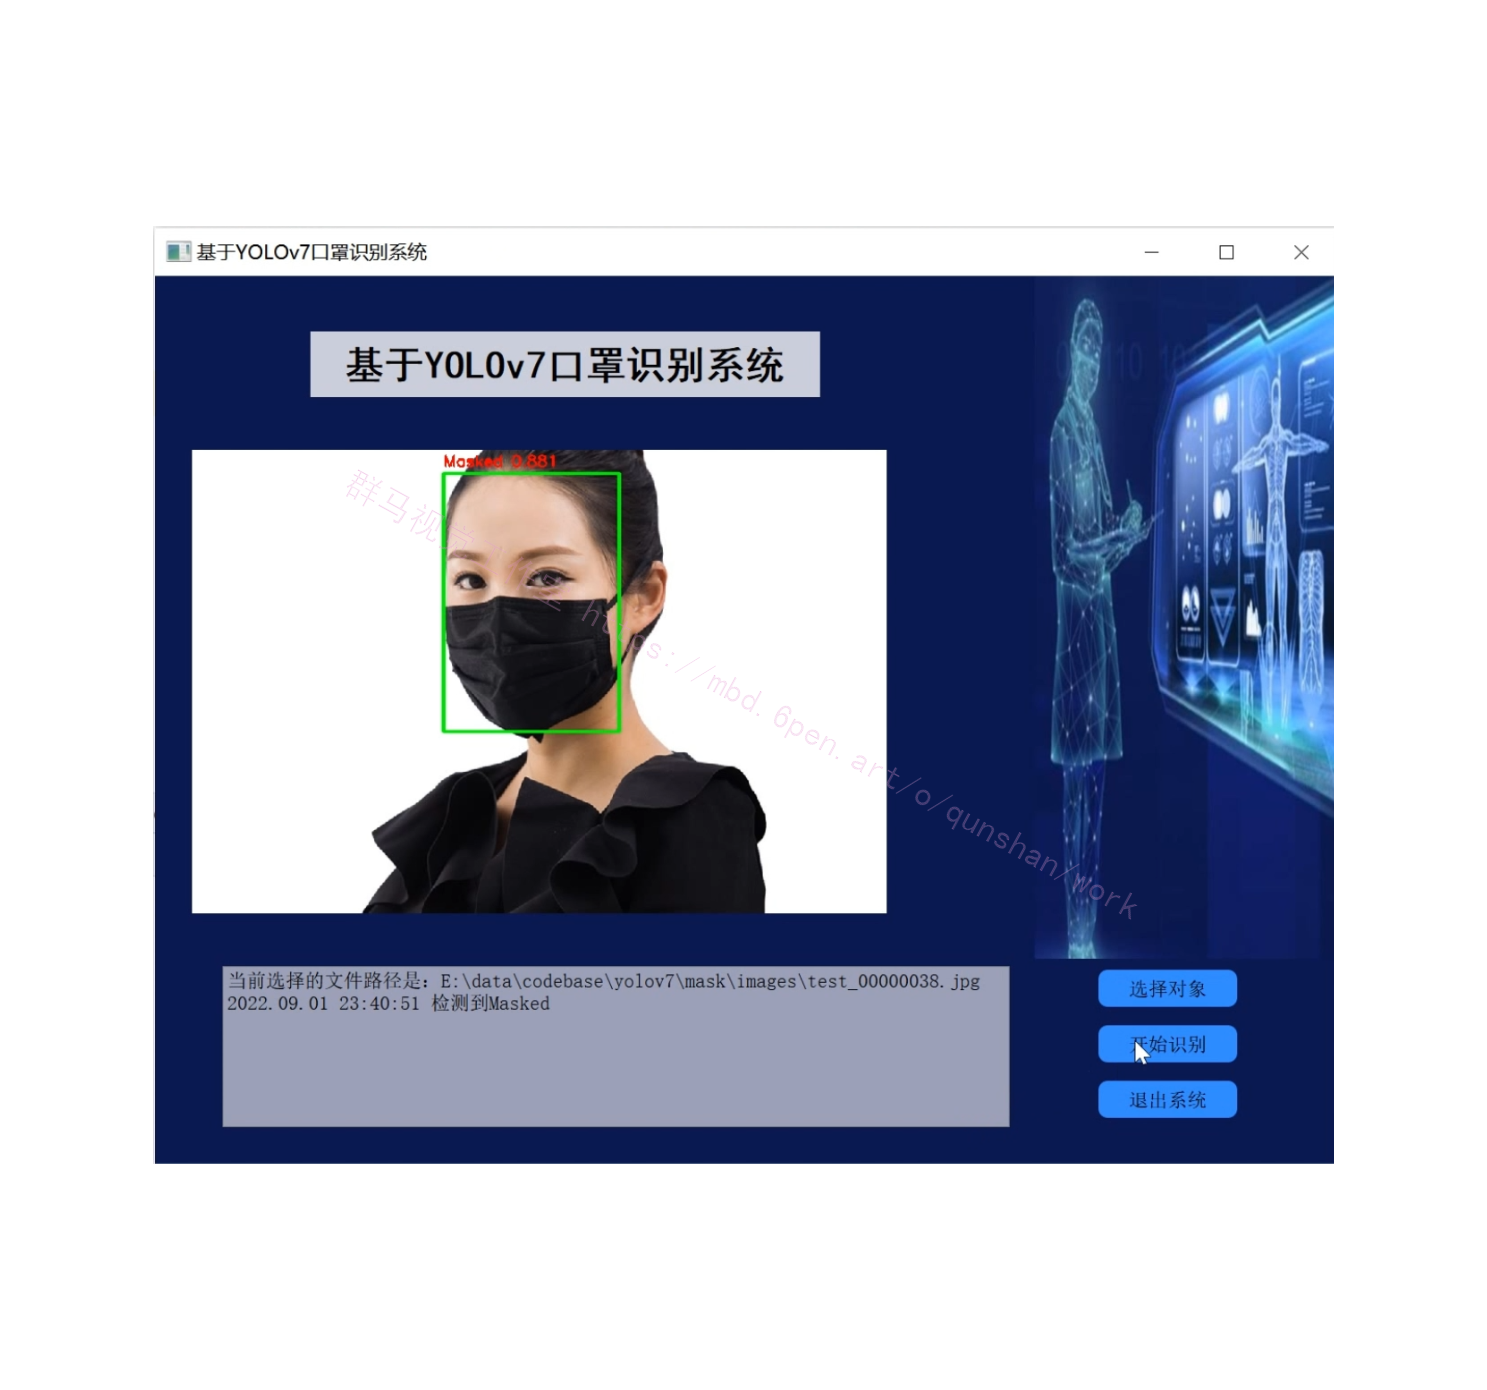 基于YOLOv7口罩识别系统
基于YOLOv7口罩识别系统
Masked 0.881
群马视
https://mbd.6pen.art/o/qunshan/work
当前选择的文件路径是：E:\data\codebase\yolov7\mask\images\test_00000038.jpg
2022.09.01 23:40:51 检测到Masked
选择对象
开始识别
退出系统